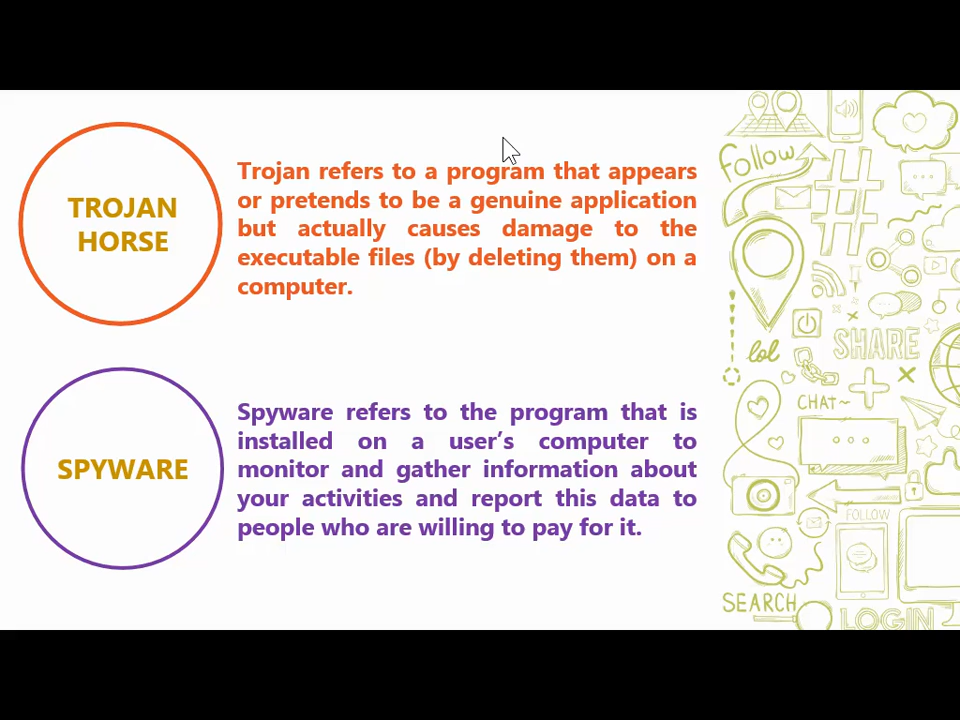 TROJAN
HORSE
Trojan refers to a program that appears
or pretends to be a genuine application
but actually causes damage to the
executable files (by deleting them) on a
computer.
SPYWARE
Spyware refers to the program that is
installed on a user’s computer to
monitor and gather information about
your activities and report this data to
people who are willing to pay for it.
Follow
#
SHARE
lol
CHAT~
FOLLOW
SEARCH
LOGIN